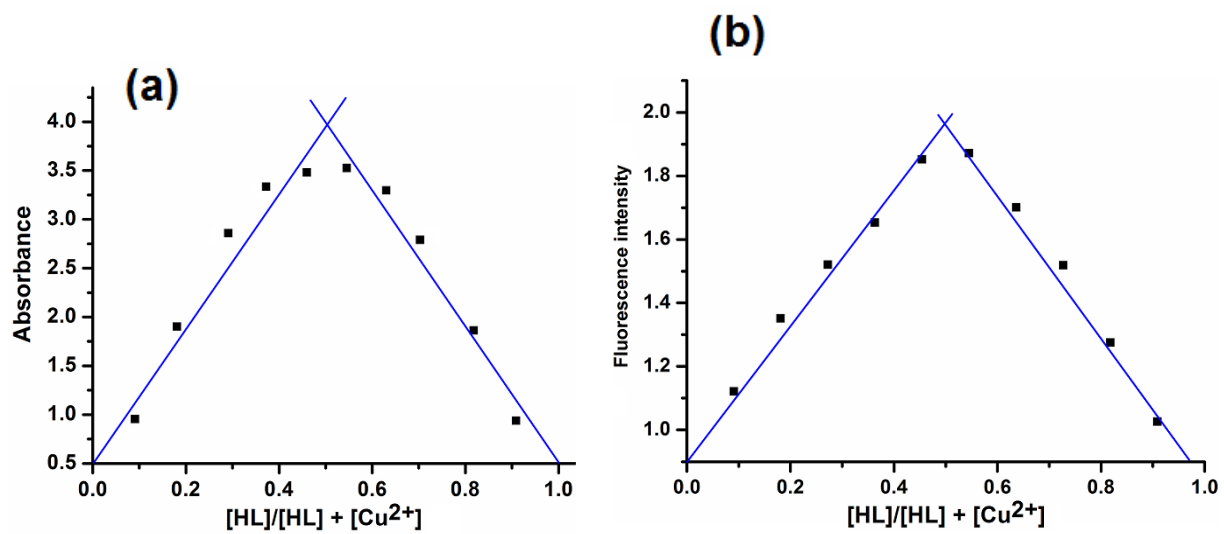 (a)
Absorbance
4.0
3.5
3.0
2.5
2.0
1.5
1.0
0.5
0.0 0.2 0.4 0.6 0.8 1.0
[HL]/[HL] + [Cu²⁺]
(b)
Fluorescence intensity
2.0
1.8
1.6
1.4
1.2
1.0
0.0 0.2 0.4 0.6 0.8 1.0
[HL]/[HL] + [Cu²⁺]